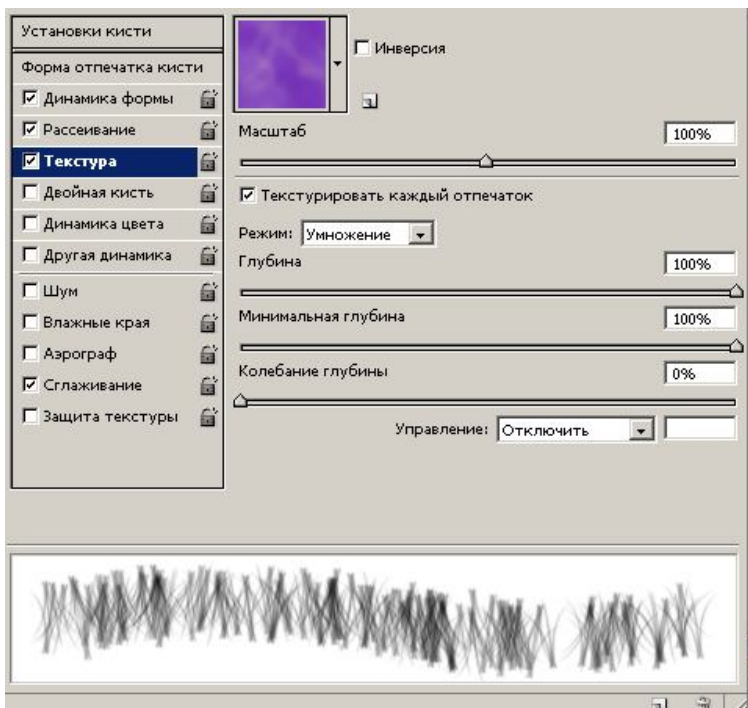 Установки кисти
Форма отпечатка кисти
Динамика формы
Рассеивание
Текстура
Двойная кисть
Динамика цвета
Другая динамика
Шум
Влажные края
Аэрограф
Сглаживание
Защита текстуры
Инверсия
Масштаб 100%
Текстурировать каждый отпечаток
Режим: Умножение
Глубина 100%
Минимальная глубина 100%
Колебание глубины 0%
Управление: Отключить